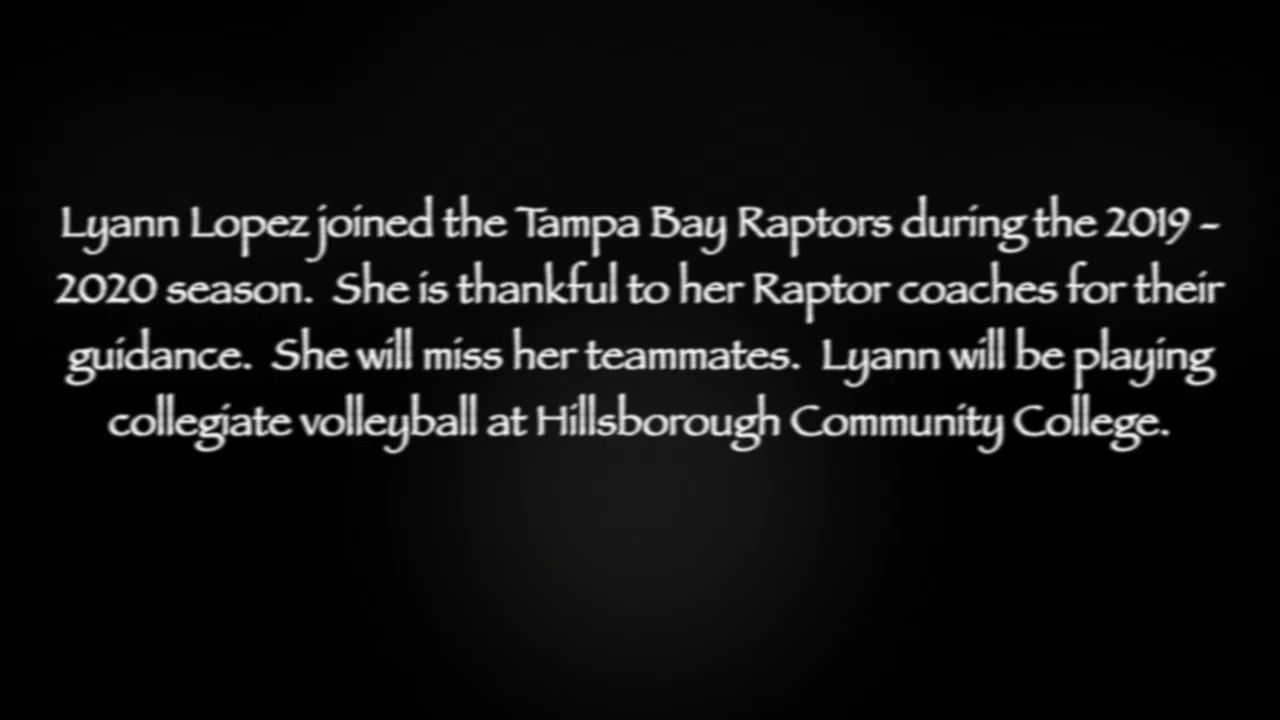 Lyann Lopez joined the Tampa Bay Raptors during the 2019 -
2020 season.  She is thankful to her Raptor coaches for their
guidance.  She will miss her teammates.  Lyann will be playing
collegiate volleyball at Hillsborough Community College.